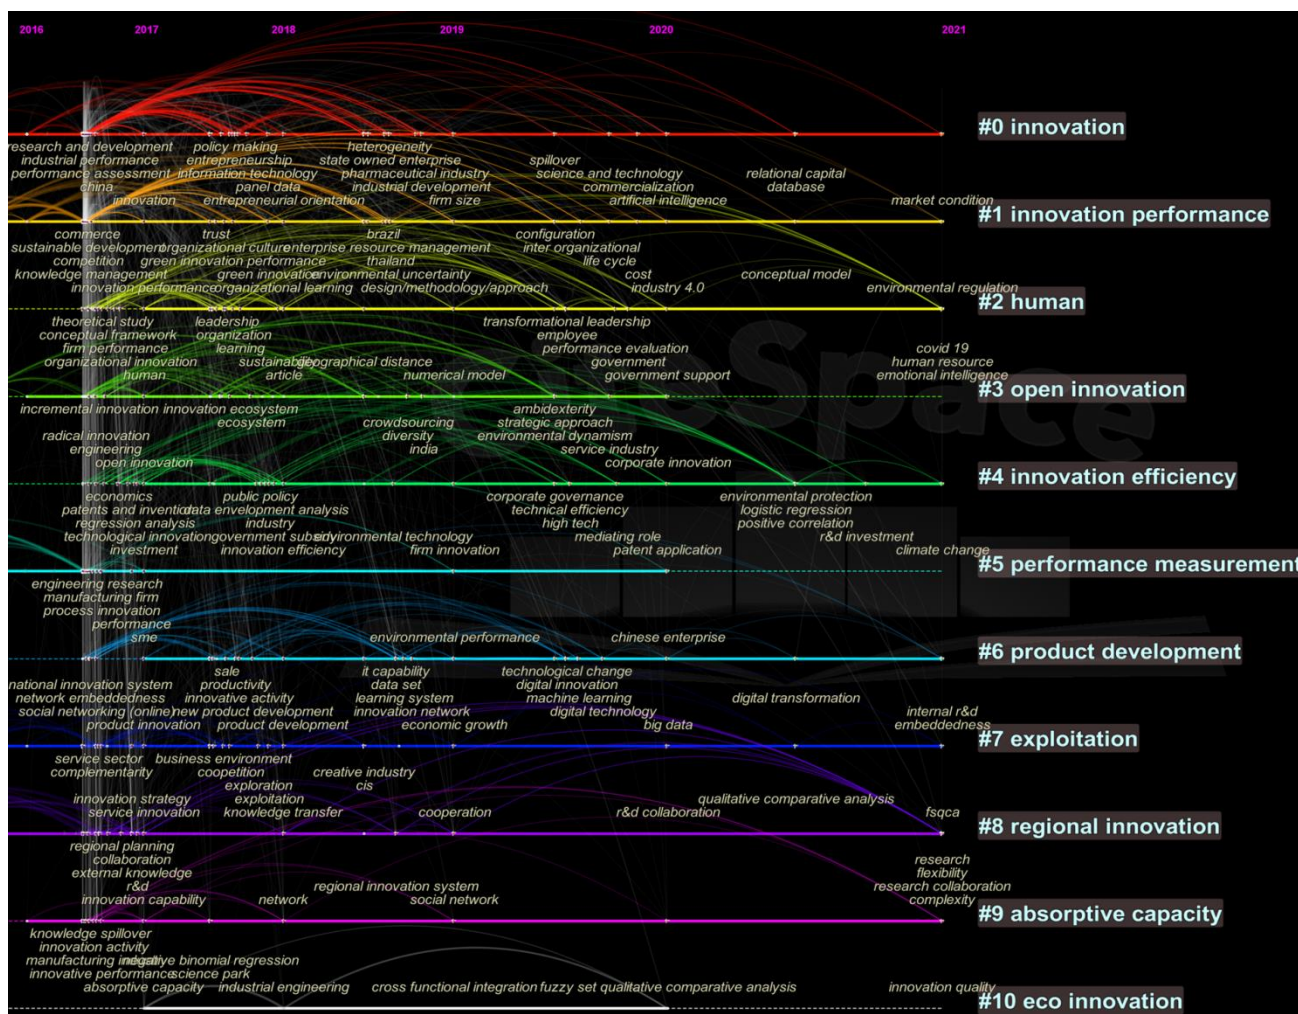 2016 2017 2018 2019 2020 2021
#0 innovation
research and development policy making heterogeneity
industrial performance entrepreneurship state owned enterprise spillover
performance assessment information technology pharmaceutical industry science and technology relational capital
china panel data industrial development commercialization database
innovation entrepreneurial orientation firm size artificial intelligence market condition
#1 innovation performance
commerce trust brazil configuration
sustainable development organizational culture enterprise resource management inter organizational
competition green innovation performance thailand life cycle
knowledge management green innovation environmental uncertainty cost conceptual model
innovation performance organizational learning design/methodology/approach industry 4.0 environmental regulation
#2 human
theoretical study leadership transformational leadership
conceptual framework organization employee
firm performance learning performance evaluation covid 19
organizational innovation sustainability geographical distance government human resource
human article numerical model government support emotional intelligence
#3 open innovation
incremental innovation innovation ecosystem ambidexterity
ecosystem crowdsourcing strategic approach
radical innovation diversity environmental dynamism
engineering india service industry
open innovation corporate innovation
CiteSpace
#4 innovation efficiency
economics public policy corporate governance environmental protection
patents and invention data envelopment analysis technical efficiency logistic regression
regression analysis industry high tech positive correlation
technological innovation government subsidy environmental technology mediating role r&d investment
investment innovation efficiency firm innovation patent application climate change
#5 performance measurement
engineering research
manufacturing firm
process innovation
performance
sme environmental performance chinese enterprise
#6 product development
sale it capability technological change
national innovation system productivity data set digital innovation
network embeddedness innovative activity learning system machine learning digital transformation
social networking (online) new product development innovation network digital technology internal r&d
product innovation product development economic growth big data embeddedness
#7 exploitation
service sector business environment
complementarity coopetition creative industry
exploration cis
innovation strategy exploitation qualitative comparative analysis
service innovation knowledge transfer cooperation r&d collaboration fsqca
#8 regional innovation
regional planning
collaboration research
external knowledge flexibility
r&d regional innovation system research collaboration
innovation capability network social network complexity
#9 absorptive capacity
knowledge spillover
innovation activity
manufacturing industry negative binomial regression
innovative performance science park
absorptive capacity industrial engineering cross functional integration fuzzy set qualitative comparative analysis innovation quality
#10 eco innovation